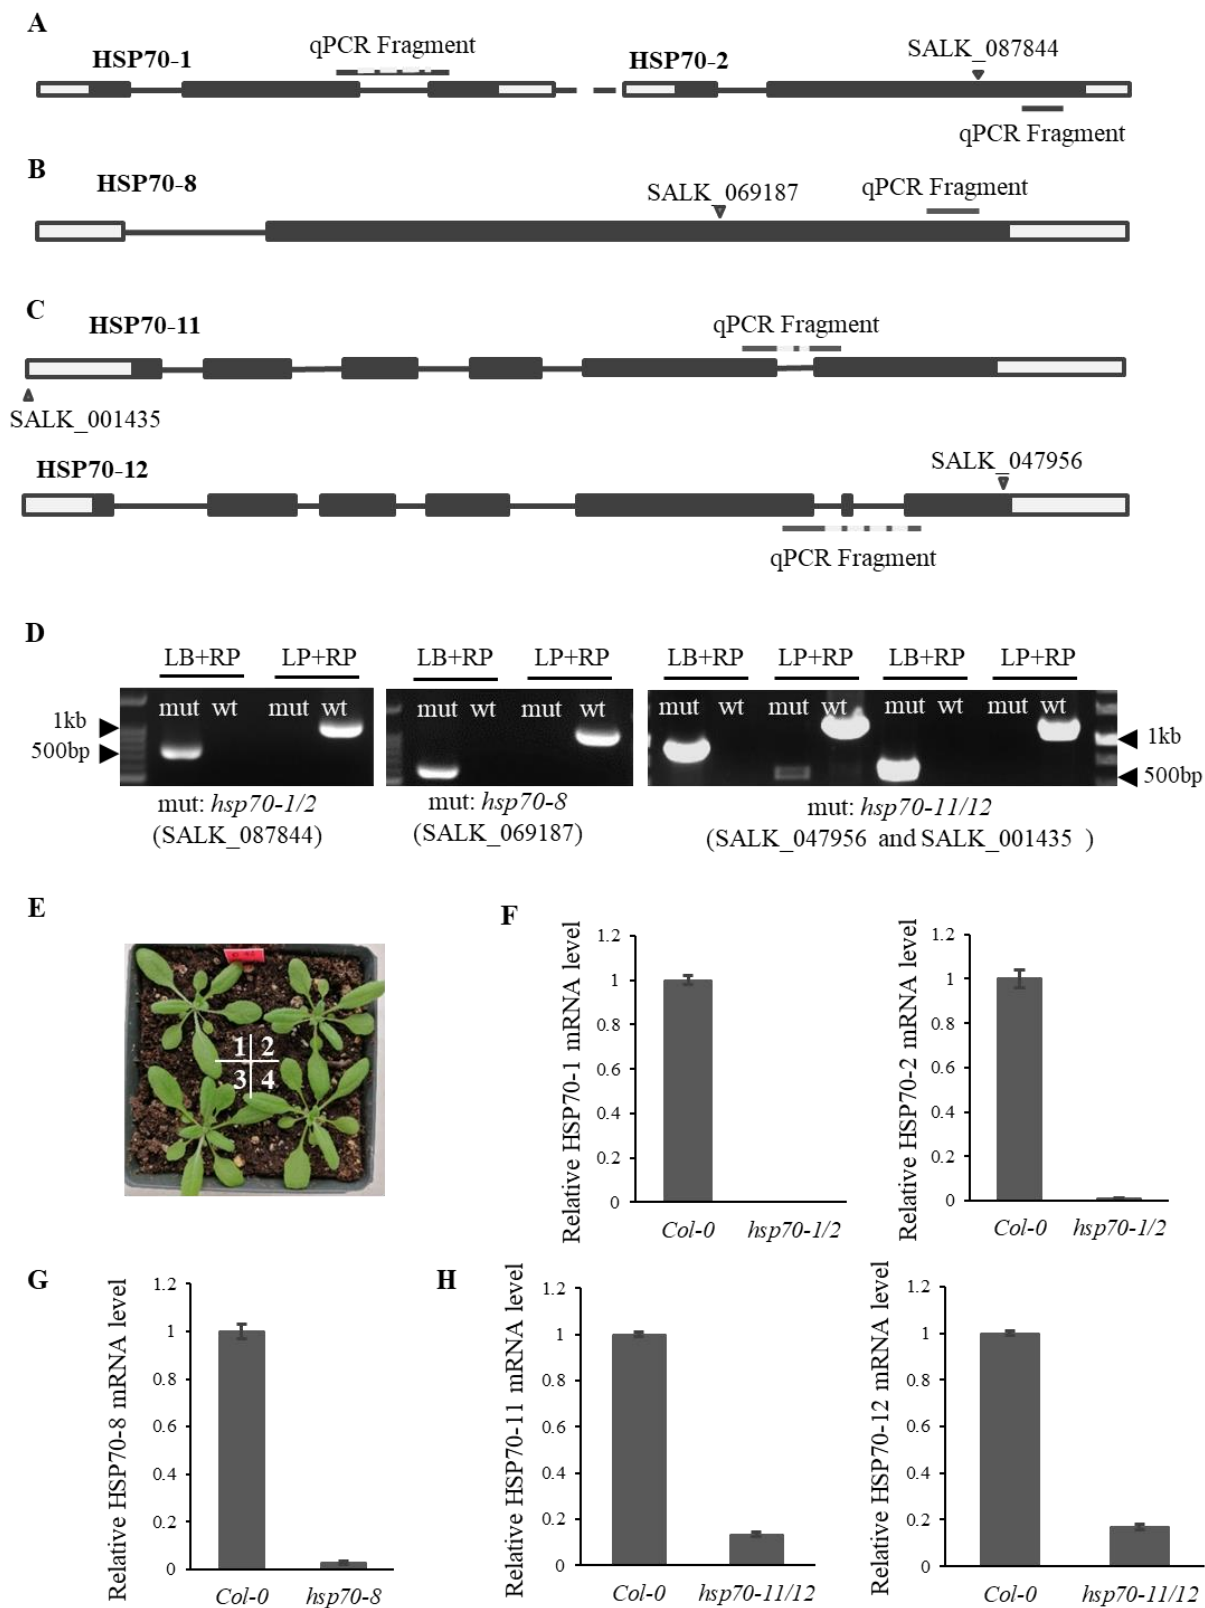 A
HSP70-1
qPCR Fragment
HSP70-2
SALK_087844
qPCR Fragment
B
HSP70-8
SALK_069187
qPCR Fragment
C
HSP70-11
qPCR Fragment
SALK_001435
HSP70-12
SALK_047956
qPCR Fragment
D
LB+RP LP+RP LB+RP LP+RP LB+RP LP+RP LB+RP LP+RP
mut wt mut wt mut wt mut wt mut wt mut wt mut wt mut wt
1kb
500bp
1kb
500bp
mut: hsp70-1/2
(SALK_087844)
mut: hsp70-8
(SALK_069187)
mut: hsp70-11/12
(SALK_047956 and SALK_001435 )
E
1 2
3 4
F
Relative HSP70-1 mRNA level
1.2
1
0.8
0.6
0.4
0.2
0
Col-0 hsp70-1/2
Relative HSP70-2 mRNA level
1.2
1
0.8
0.6
0.4
0.2
0
Col-0 hsp70-1/2
G
Relative HSP70-8 mRNA level
1.2
1
0.8
0.6
0.4
0.2
0
Col-0 hsp70-8
H
Relative HSP70-11 mRNA level
1.2
1
0.8
0.6
0.4
0.2
0
Col-0 hsp70-11/12
Relative HSP70-12 mRNA level
1.2
1
0.8
0.6
0.4
0.2
0
Col-0 hsp70-11/12